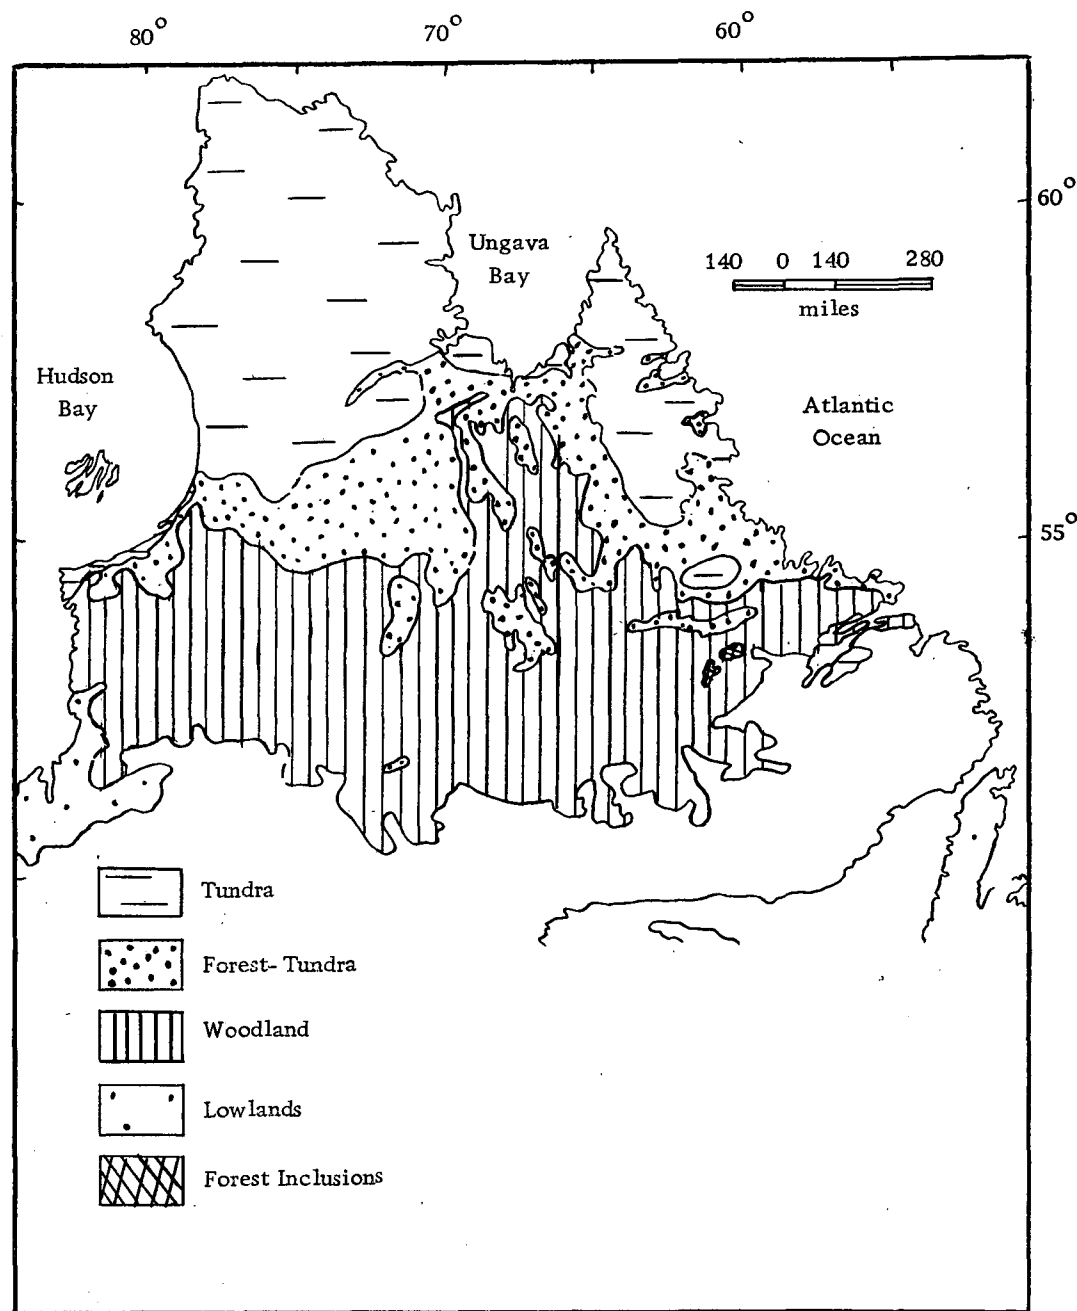 80°
70°
60°
60°
Ungava
Bay
140 0 140 280
miles
Hudson
Bay
Atlantic
Ocean
55°
Tundra
Forest-Tundra
Woodland
Lowlands
Forest Inclusions